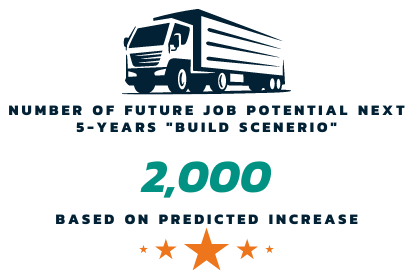 NUMBER OF FUTURE JOB POTENTIAL NEXT
5-YEARS "BUILD SCENERIO"
2,000
BASED ON PREDICTED INCREASE